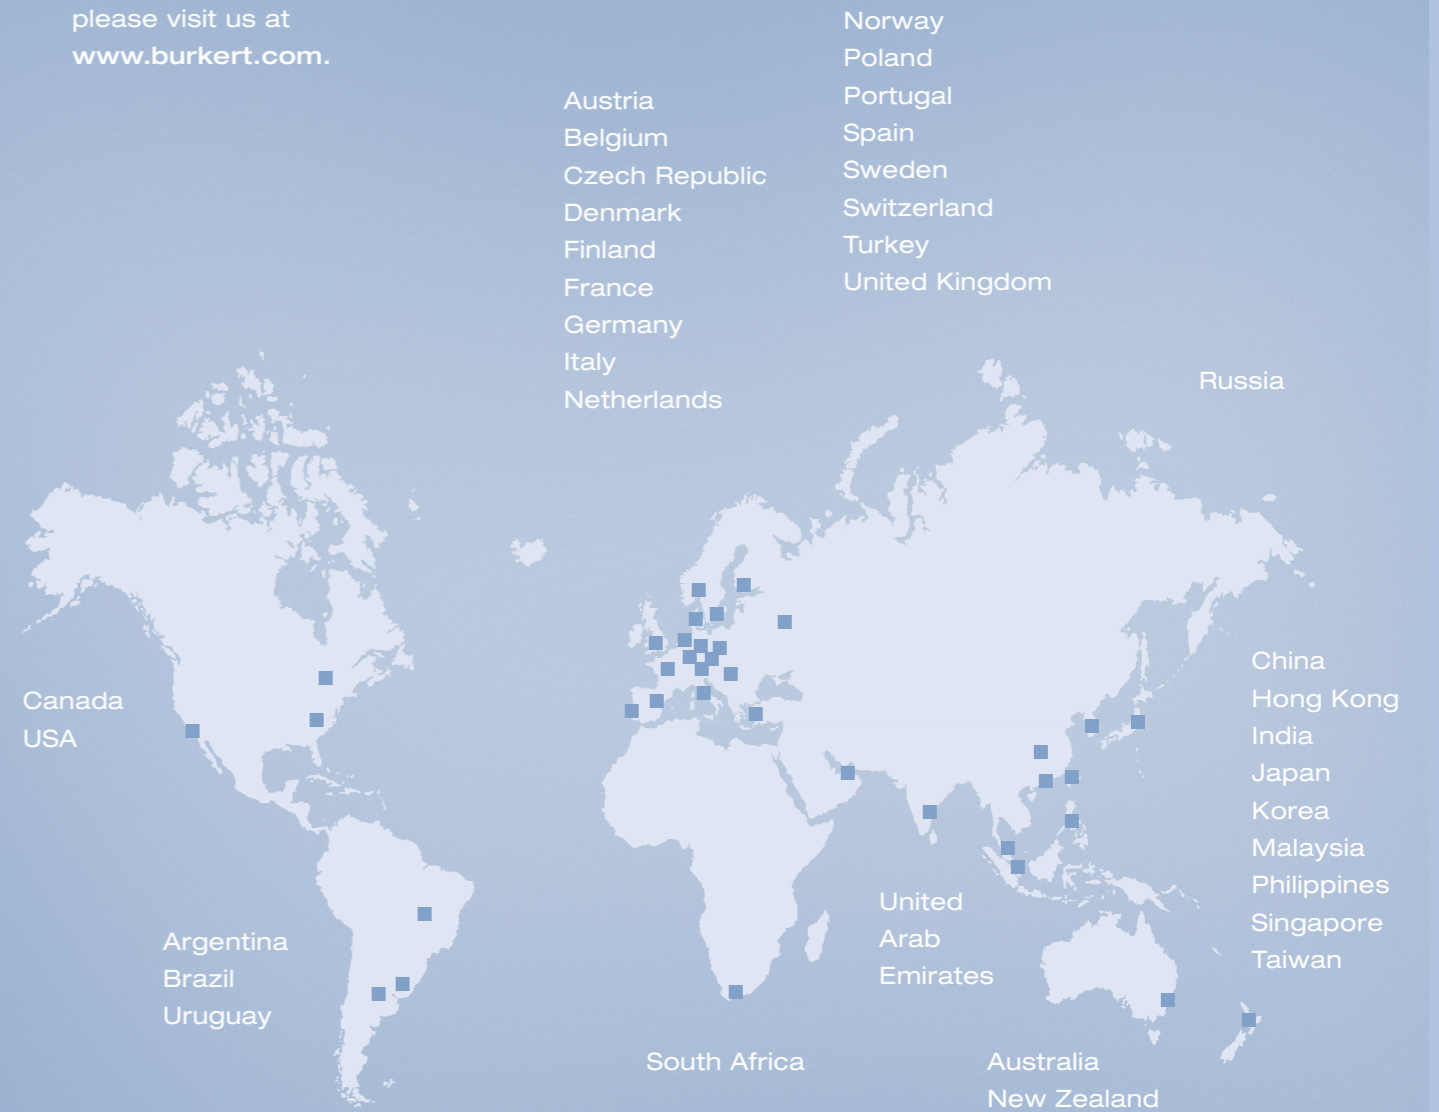 please visit us at
www.burkert.com.
Austria
Belgium
Czech Republic
Denmark
Finland
France
Germany
Italy
Netherlands
Norway
Poland
Portugal
Spain
Sweden
Switzerland
Turkey
United Kingdom
Russia
Canada
USA
China
Hong Kong
India
Japan
Korea
Malaysia
Philippines
Singapore
Taiwan
Argentina
Brazil
Uruguay
United
Arab
Emirates
South Africa
Australia
New Zealand